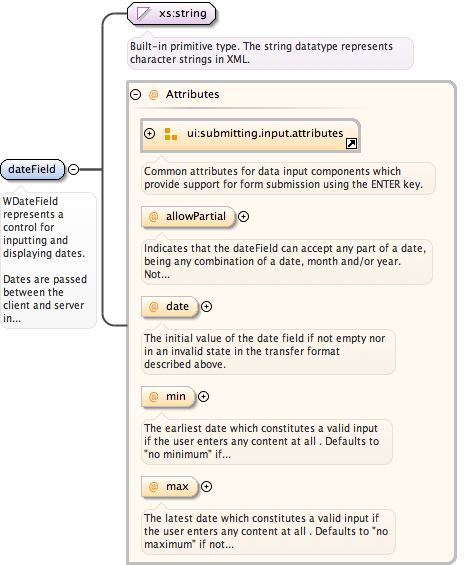 xs:string
Built-in primitive type. The string datatype represents
character strings in XML.
@ Attributes
ui:submitting.input.attributes
Common attributes for data input components which
provide support for form submission using the ENTER key.
dateField
WDateField
represents a
control for
inputting and
displaying dates.
Dates are passed
between the
client and server
in...
@ allowPartial
Indicates that the dateField can accept any part of a date,
being any combination of a date, month and/or year.
Not...
@ date
The initial value of the date field if not empty nor
in an invalid state in the transfer format
described above.
@ min
The earliest date which constitutes a valid input
if the user enters any content at all . Defaults to
"no minimum" if...
@ max
The latest date which constitutes a valid input if
the user enters any content at all . Defaults to "no
maximum" if not...